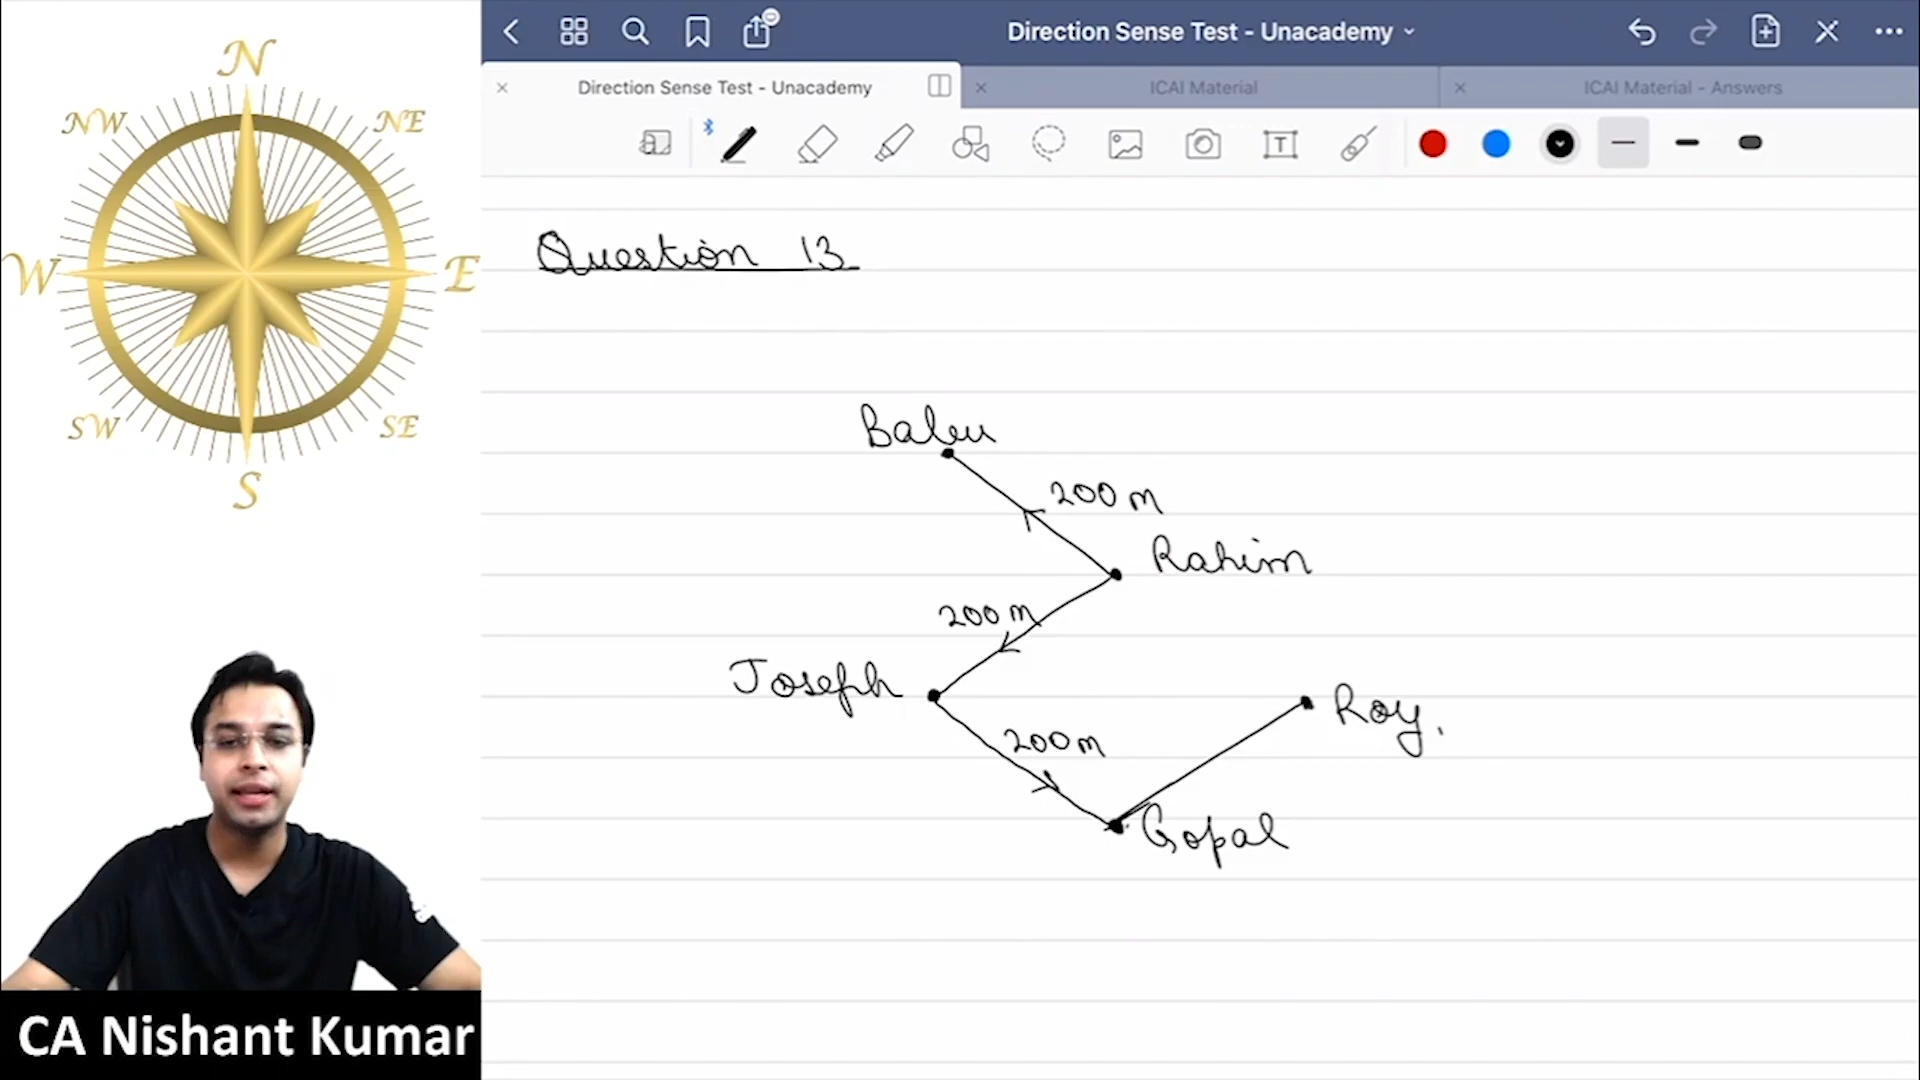 N
NW
NE
W
E
SW
SE
S
Direction Sense Test - Unacademy
Direction Sense Test - Unacademy
ICAI Material
ICAI Material - Answers
T
Question 13
Babu
200 m
Rahim
200 m
Joseph
Roy.
200m
Gopal
CA Nishant Kumar